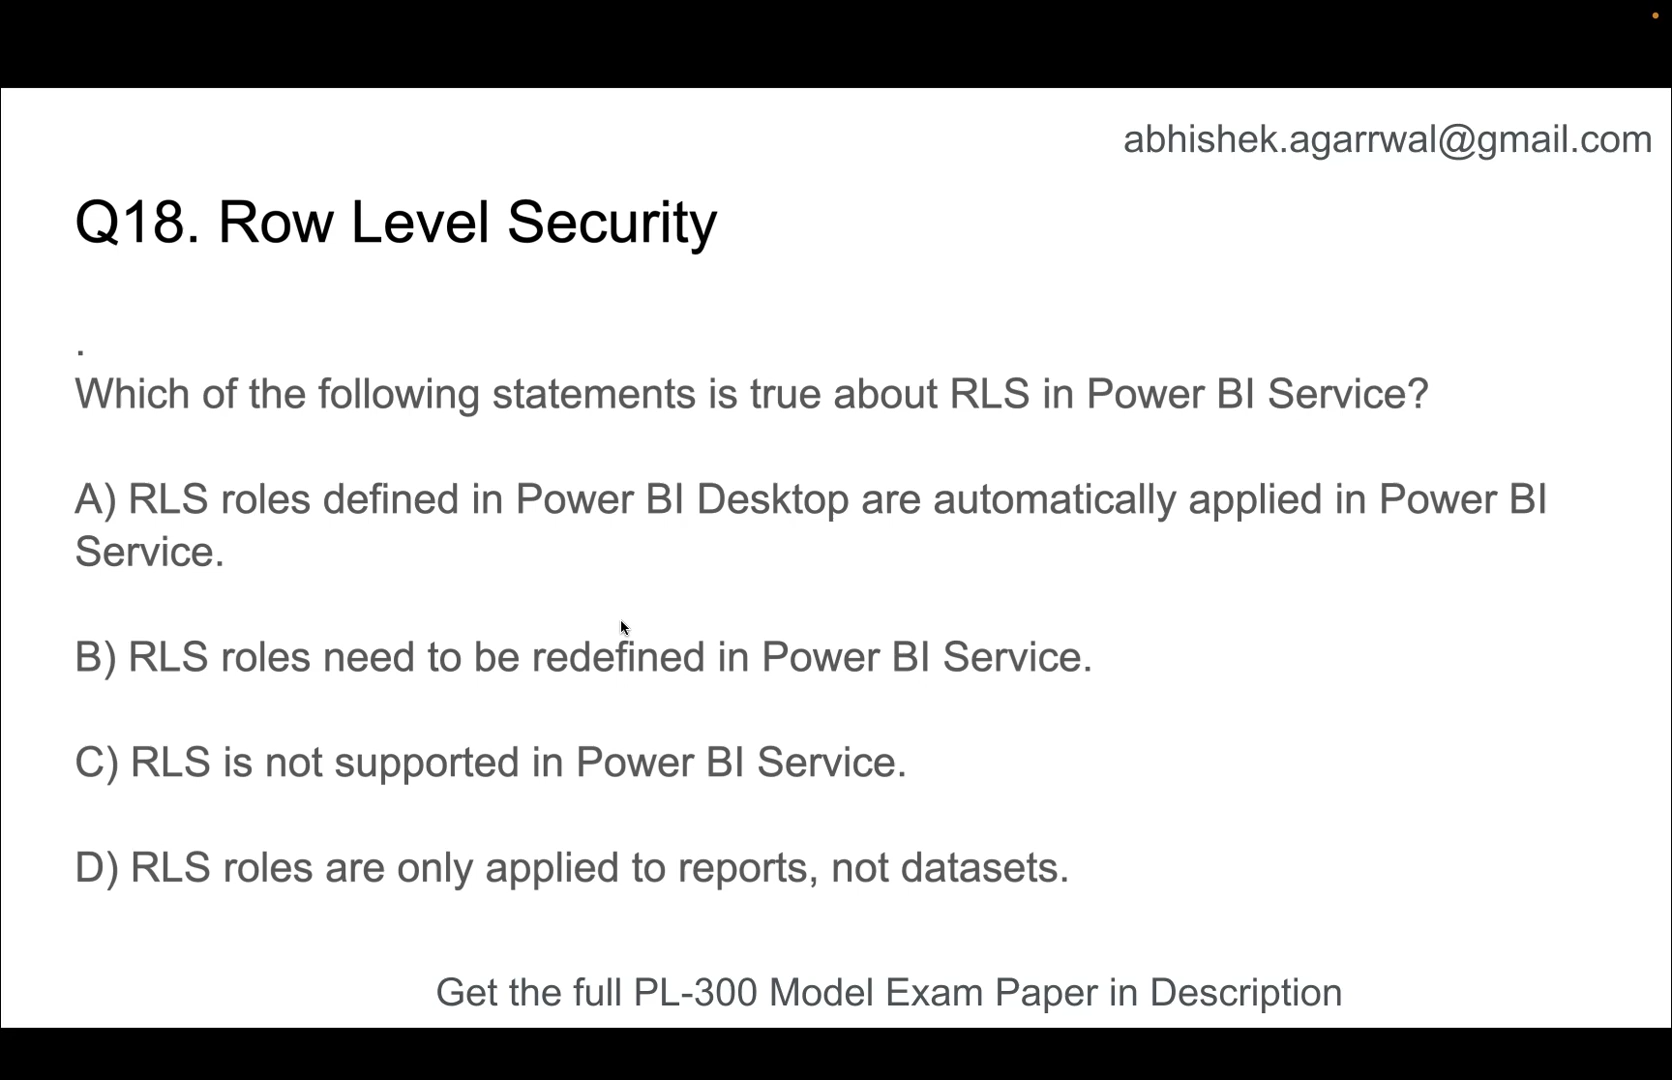 abhishek.agarrwal@gmail.com
Q18. Row Level Security
.
Which of the following statements is true about RLS in Power BI Service?
A) RLS roles defined in Power BI Desktop are automatically applied in Power BI
Service.
B) RLS roles need to be redefined in Power BI Service.
C) RLS is not supported in Power BI Service.
D) RLS roles are only applied to reports, not datasets.
Get the full PL-300 Model Exam Paper in Description